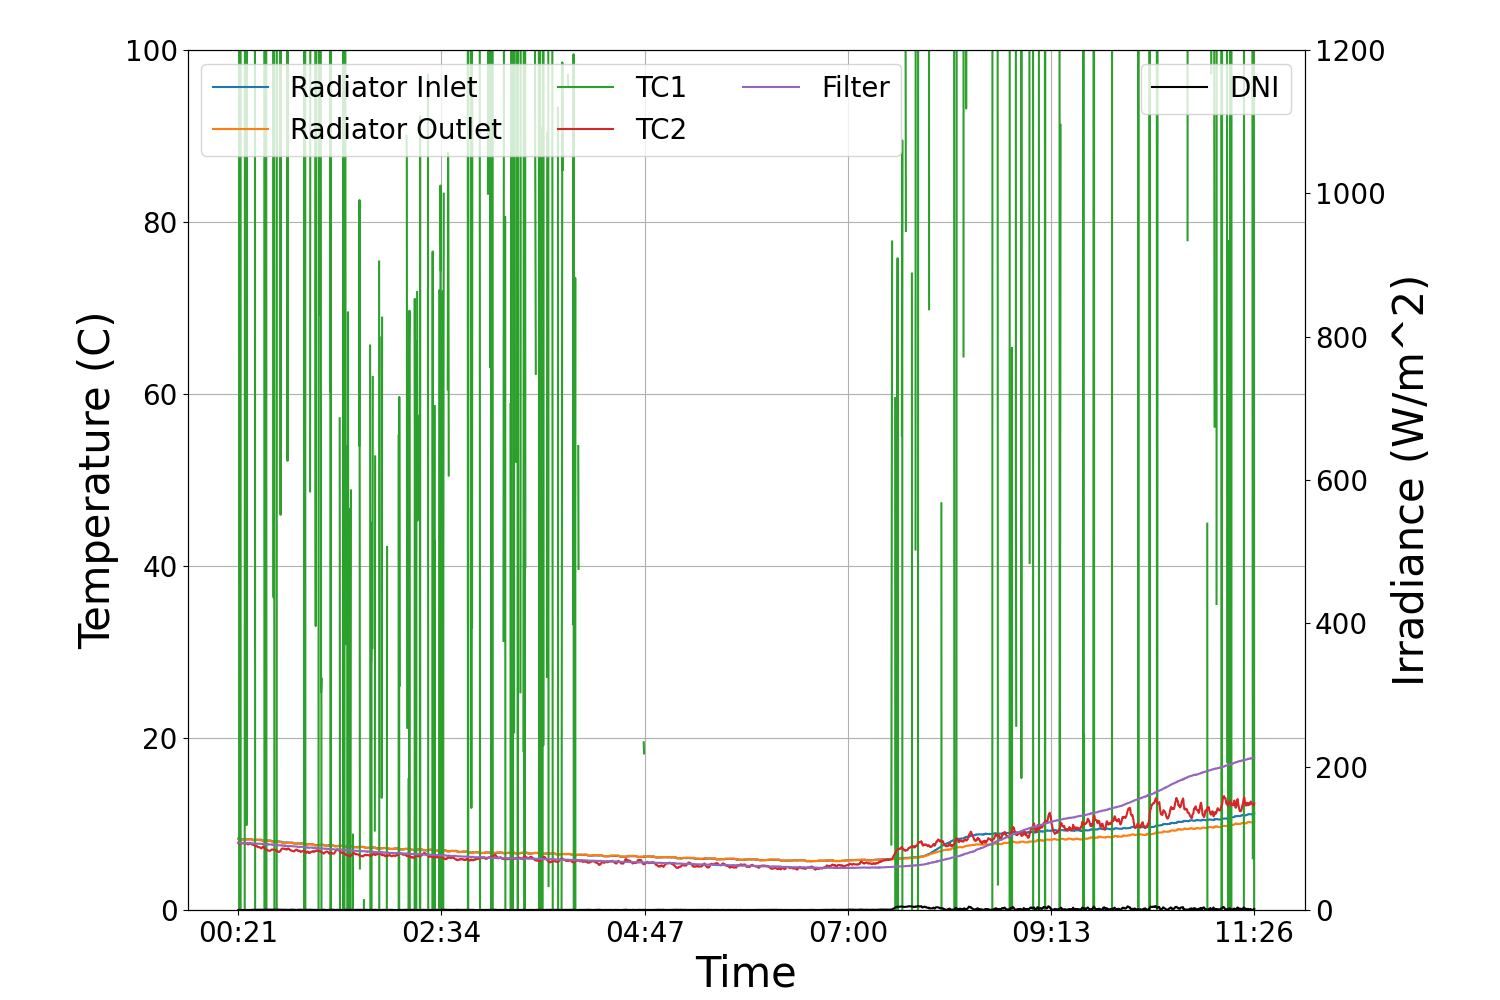 Radiator Inlet
Radiator Outlet
TC1
TC2
Filter
DNI
Temperature (C)
100
80
60
40
20
0
Irradiance (W/m^2)
1200
1000
800
600
400
200
0
00:21 02:34 04:47 07:00 09:13 11:26
Time